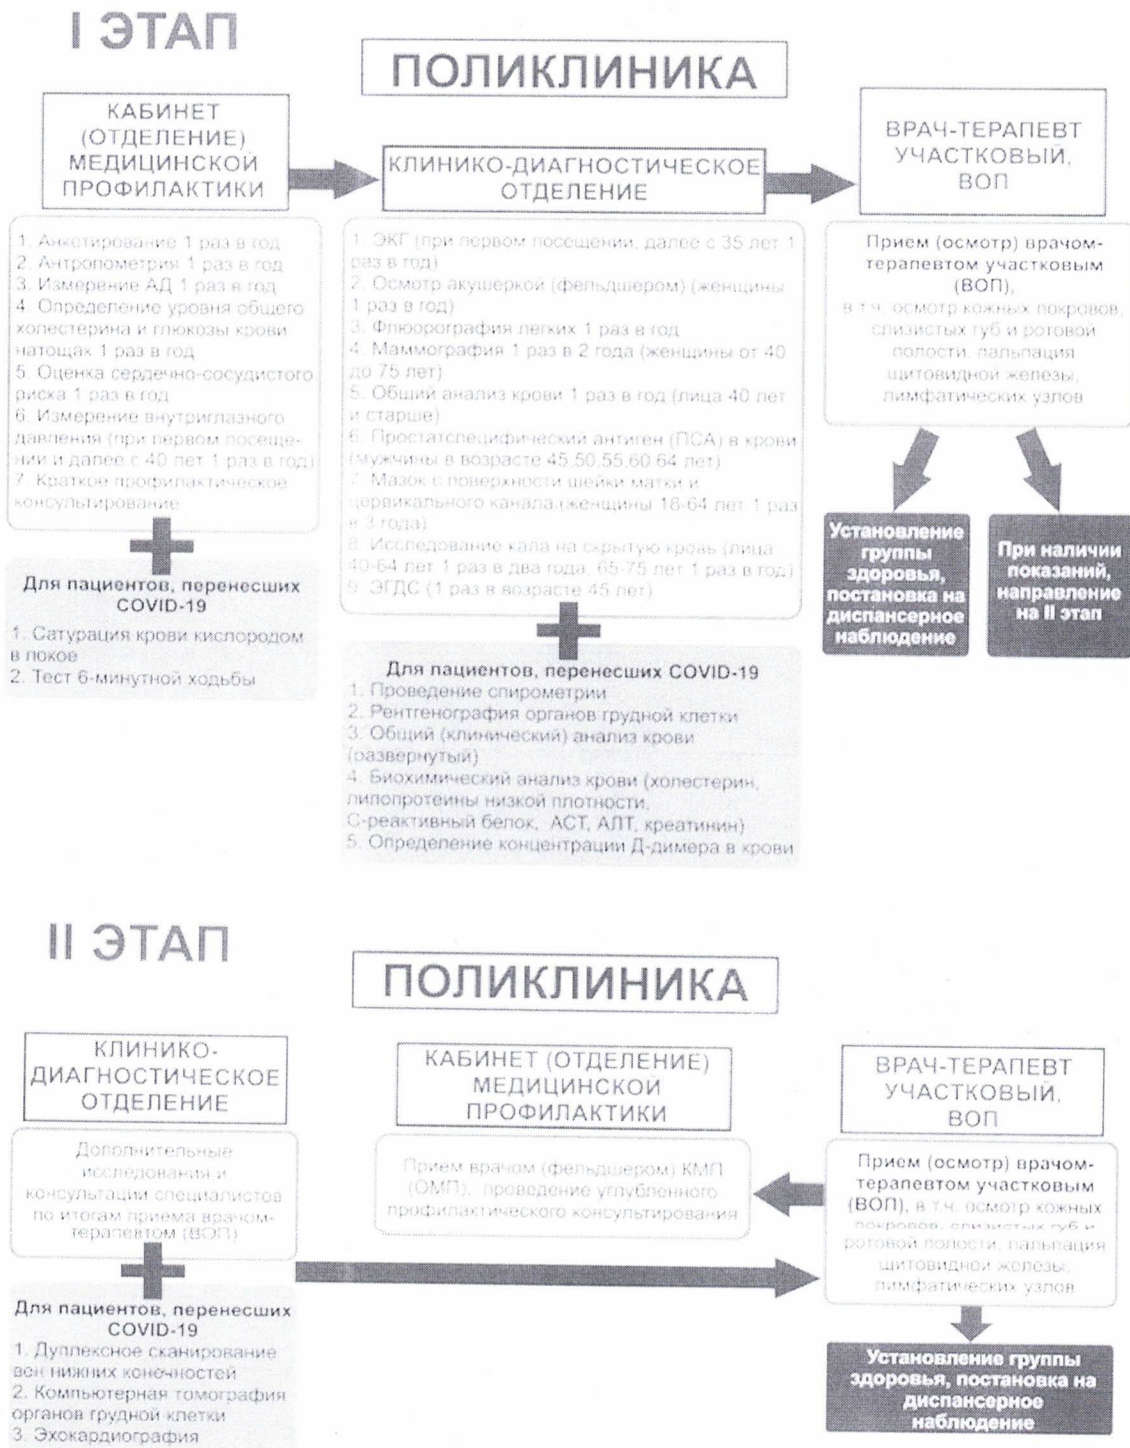 I ЭТАП
ПОЛИКЛИНИКА
КАБИНЕТ
(ОТДЕЛЕНИЕ)
МЕДИЦИНСКОЙ
ПРОФИЛАКТИКИ
1. Анкетирование 1 раз в год
2. Антропометрия 1 раз в год
3. Измерение АД 1 раз в год
4. Определение уровня общего
холестерина и глюкозы крови
натощак 1 раз в год
5. Оценка сердечно-сосудистого
риска 1 раз в год
6. Измерение внутриглазного
давления (при первом посеще-
нии и далее с 40 лет 1 раз в год)
7. Краткое профилактическое
консультирование
Для пациентов, перенесших
COVID-19
1. Сатурация крови кислородом
в покое
2. Тест 6-минутной ходьбы
КЛИНИКО-ДИАГНОСТИЧЕСКОЕ
ОТДЕЛЕНИЕ
1. ЭКГ (при первом посещении, далее с 35 лет 1
раз в год)
2. Осмотр акушеркой (фельдшером) (женщины
1 раз в год)
3. Флюорография легких 1 раз в год
4. Маммография 1 раз в 2 года (женщины от 40
до 75 лет)
5. Общий анализ крови 1 раз в год (лица 40 лет
и старше)
6. Простатспецифический антиген (ПСА) в крови
(мужчины в возрасте 45,50,55,60 64 лет)
7. Мазок с поверхности шейки матки и
цервикального канала (женщины 18-64 лет 1 раз
в 3 года)
8. Исследование кала на скрытую кровь (лица
40-64 лет 1 раз в два года, 65-75 лет 1 раз в год)
9. ЭГДС (1 раз в возрасте 45 лет)
Для пациентов, перенесших COVID-19
1. Проведение спирометрии
2. Рентгенография органов грудной клетки
3. Общий (клинический) анализ крови
(развернутый)
4. Биохимический анализ крови (холестерин,
липопротеины низкой плотности,
С-реактивный белок, АСТ, АЛТ, креатинин)
5. Определение концентрации Д-димера в крови
ВРАЧ-ТЕРАПЕВТ
УЧАСТКОВЫЙ,
ВОП
Прием (осмотр) врачом-
терапевтом участковым
(ВОП),
в т.ч. осмотр кожных покровов,
слизистых губ и ротовой
полости, пальпация
щитовидной железы,
лимфатических узлов
Установление
группы
здоровья,
постановка на
диспансерное
наблюдение
При наличии
показаний,
направление
на II этап
II ЭТАП
ПОЛИКЛИНИКА
КЛИНИКО-
ДИАГНОСТИЧЕСКОЕ
ОТДЕЛЕНИЕ
Дополнительные
исследования и
консультации специалистов
по итогам приема врачом-
терапевтом (ВОП)
Для пациентов, перенесших
COVID-19
1. Дуплексное сканирование
вен нижних конечностей
2. Компьютерная томография
органов грудной клетки
3. Эхокардиография
КАБИНЕТ (ОТДЕЛЕНИЕ)
МЕДИЦИНСКОЙ
ПРОФИЛАКТИКИ
Прием врачом (фельдшером) КМП
(ОМП), проведение углубленного
профилактического консультирования
ВРАЧ-ТЕРАПЕВТ
УЧАСТКОВЫЙ,
ВОП
Прием (осмотр) врачом-
терапевтом участковым
(ВОП), в т.ч. осмотр кожных
покровов, слизистых губ и
ротовой полости, пальпация
щитовидной железы,
лимфатических узлов
Установление группы
здоровья, постановка на
диспансерное
наблюдение